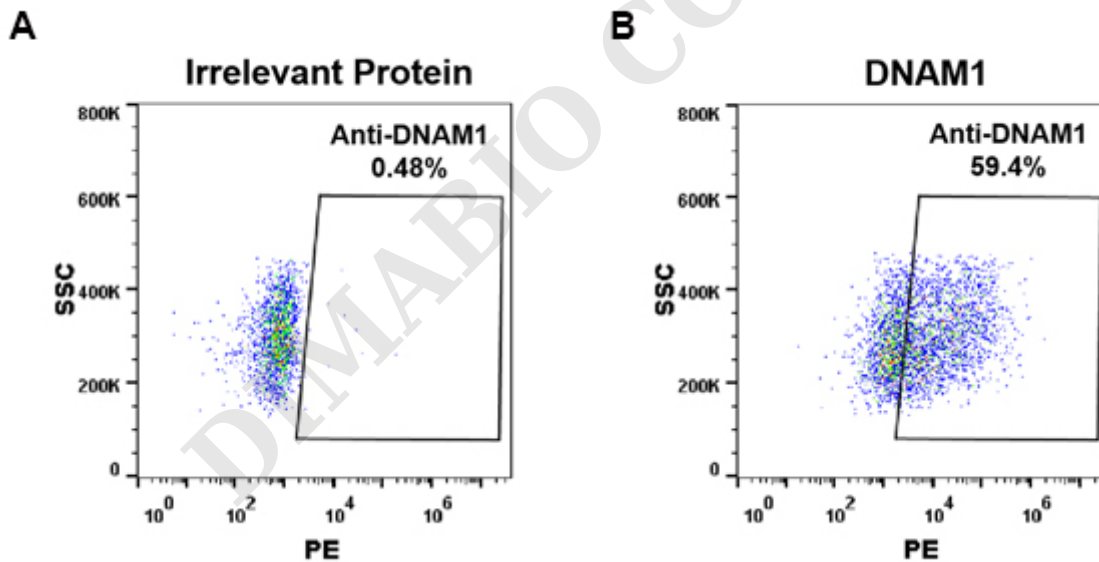 A
Irrelevant Protein
Anti-DNAM1
0.48%
800K
600K
400K
200K
0
SSC
10^0
10^2
10^4
10^6
PE
B
DNAM1
Anti-DNAM1
59.4%
800K
600K
400K
200K
0
SSC
10^0
10^2
10^4
10^6
PE
DIMABIO CO